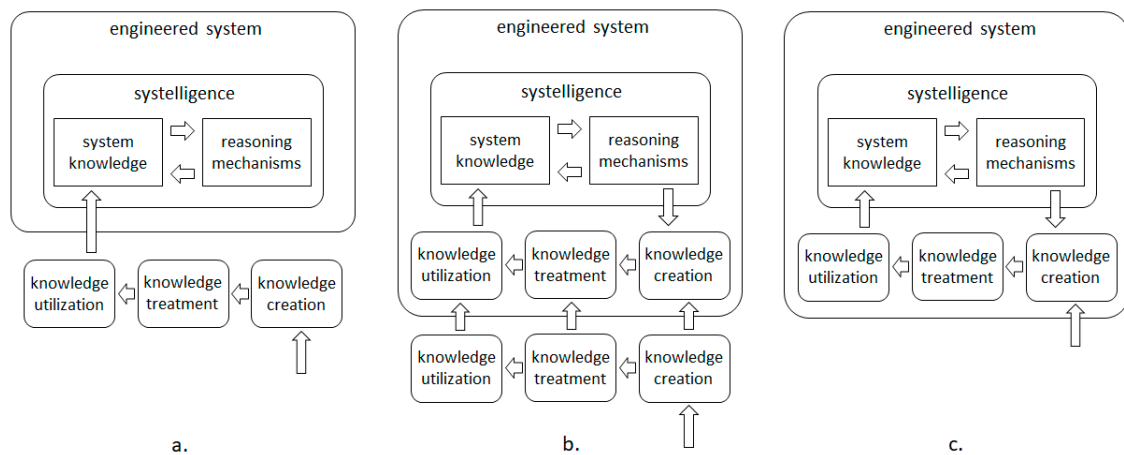 engineered system
systelligence
system
knowledge
reasoning
mechanisms
knowledge
utilization
knowledge
treatment
knowledge
creation
a.
engineered system
systelligence
system
knowledge
reasoning
mechanisms
knowledge
utilization
knowledge
treatment
knowledge
creation
knowledge
utilization
knowledge
treatment
knowledge
creation
b.
engineered system
systelligence
system
knowledge
reasoning
mechanisms
knowledge
utilization
knowledge
treatment
knowledge
creation
c.